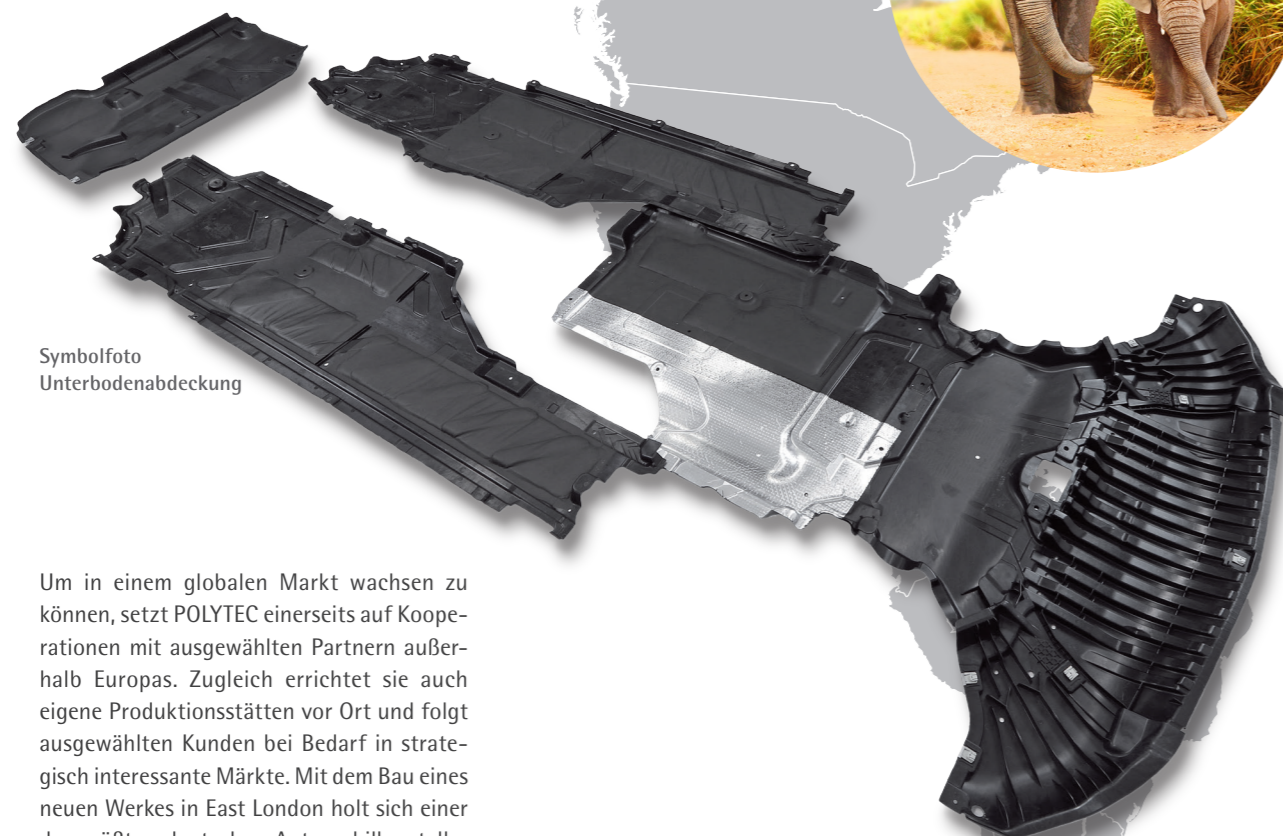 Symbolfoto
Unterbodenabdeckung
Um in einem globalen Markt wachsen zu
können, setzt POLYTEC einerseits auf Koope-
rationen mit ausgewählten Partnern außer-
halb Europas. Zugleich errichtet sie auch
eigene Produktionsstätten vor Ort und folgt
ausgewählten Kunden bei Bedarf in strate-
gisch interessante Märkte. Mit dem Bau eines
neuen Werkes in East London holt sich einer